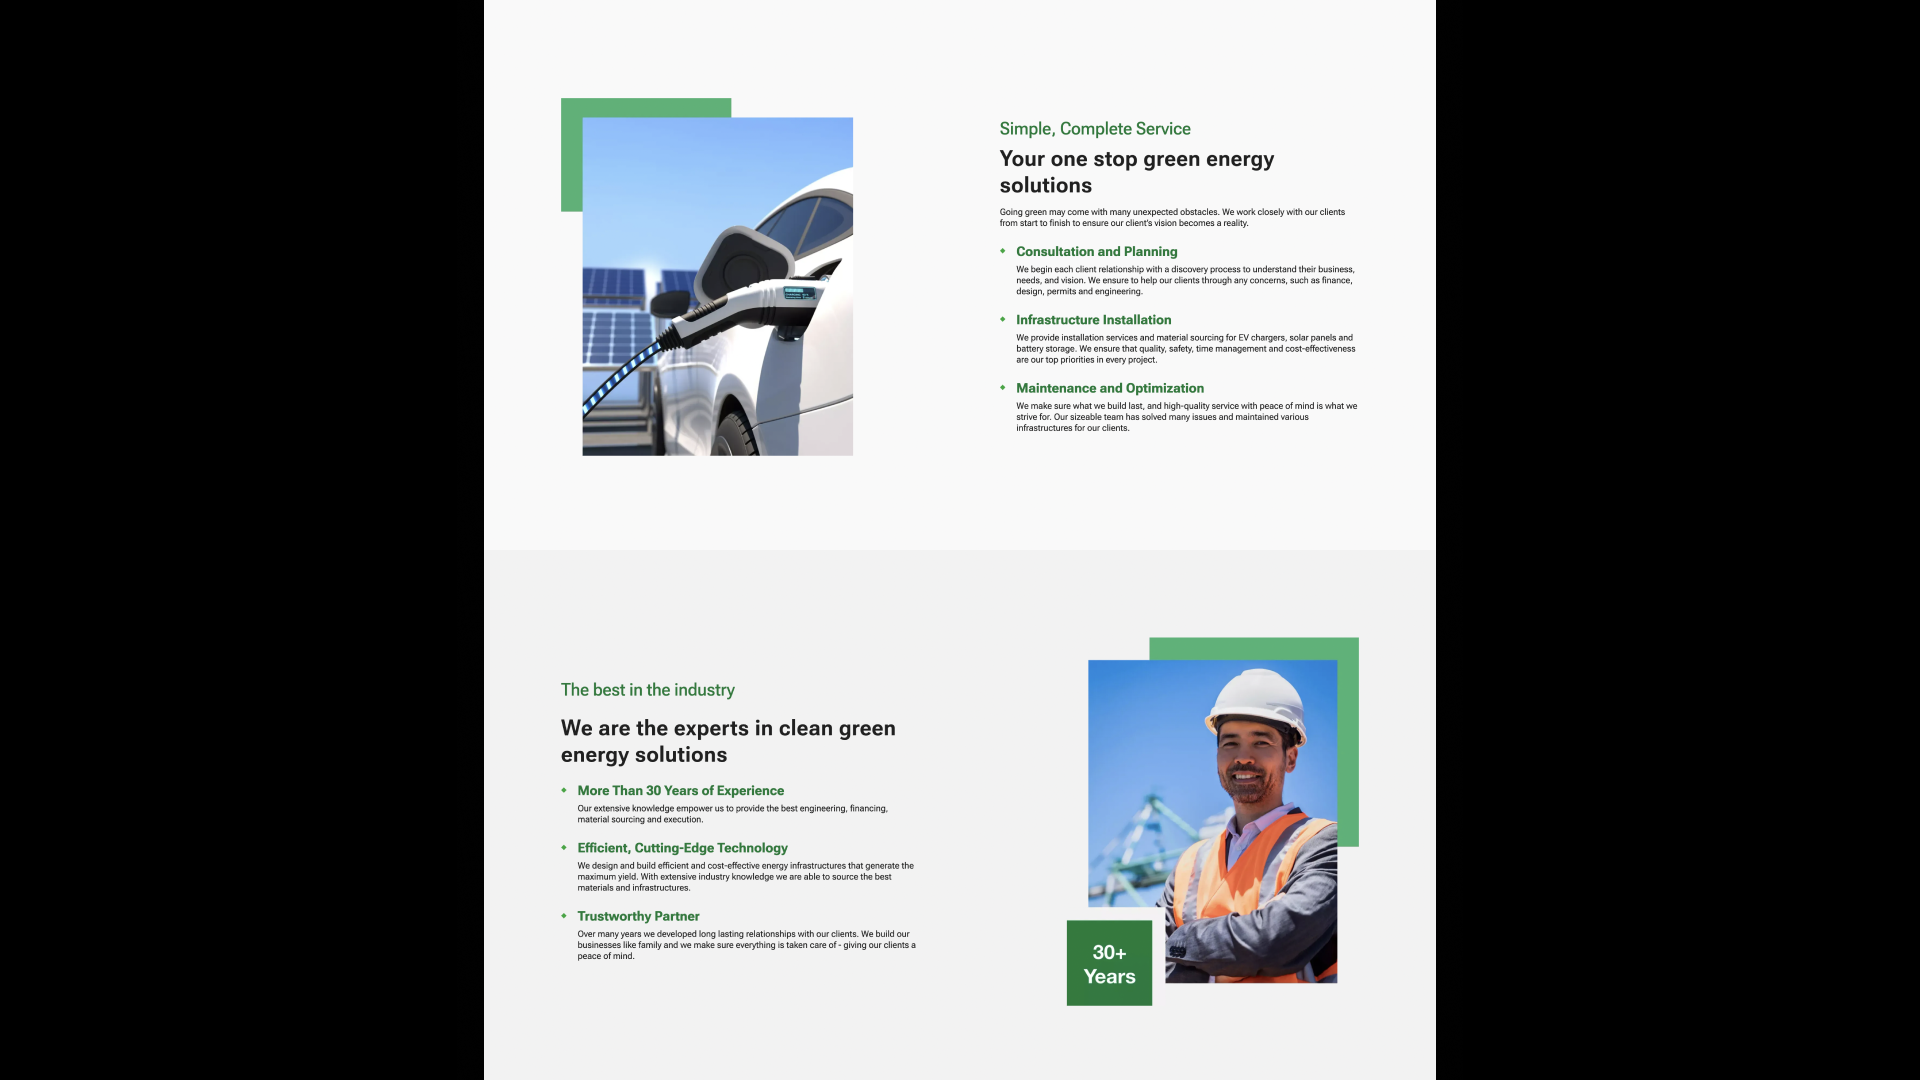 Simple, Complete Service
Your one stop green energy
solutions
Going green may come with many unexpected obstacles. We work closely with our clients
from start to finish to ensure our client's vision becomes a reality.
Consultation and Planning
We begin each client relationship with a discovery process to understand their business,
needs, and vision. We ensure to help our clients through any concerns, such as finance,
design, permits and engineering.
Infrastructure Installation
We provide installation services and material sourcing for EV chargers, solar panels and
battery storage. We ensure that quality, safety, time management and cost-effectiveness
are our top priorities in every project.
Maintenance and Optimization
We make sure what we build last, and high-quality service with peace of mind is what we
strive for. Our sizeable team has solved many issues and maintained various
infrastructures for our clients.
The best in the industry
We are the experts in clean green
energy solutions
More Than 30 Years of Experience
Our extensive knowledge empower us to provide the best engineering, financing,
material sourcing and execution.
Efficient, Cutting-Edge Technology
We design and build efficient and cost-effective energy infrastructures that generate the
maximum yield. With extensive industry knowledge we are able to source the best
materials and infrastructures.
Trustworthy Partner
Over many years we developed long lasting relationships with our clients. We build our
businesses like family and we make sure everything is taken care of - giving our clients a
peace of mind.
30+
Years